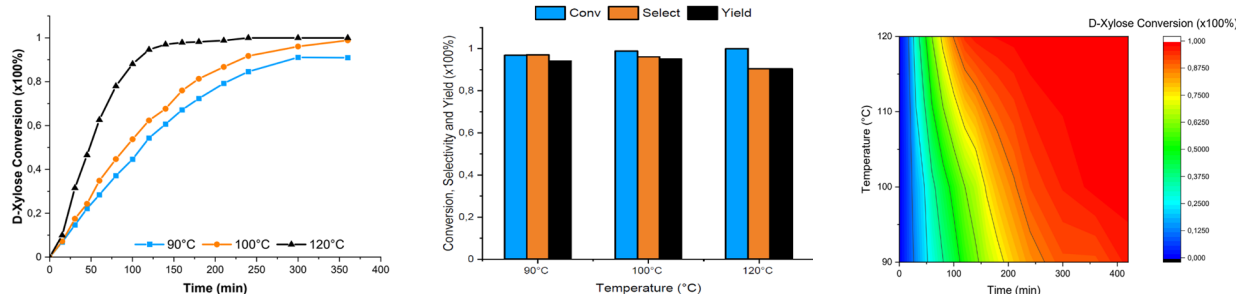 D-Xylose Conversion (x100%)
1
0,8
0,6
0,4
0,2
0
0 50 100 150 200 250 300 350 400
90°C 100°C 120°C
Time (min)
Conv Select Yield
Conversion, Selectivity and Yield (x100%)
1
0,8
0,6
0,4
0,2
0
90°C 100°C 120°C
Temperature (°C)
D-Xylose Conversion (x100%)
Temperature (°C)
120
110
100
90
0 100 200 300 400
Time (min)
1,000
0,8750
0,7500
0,6250
0,5000
0,3750
0,2500
0,1250
0,000